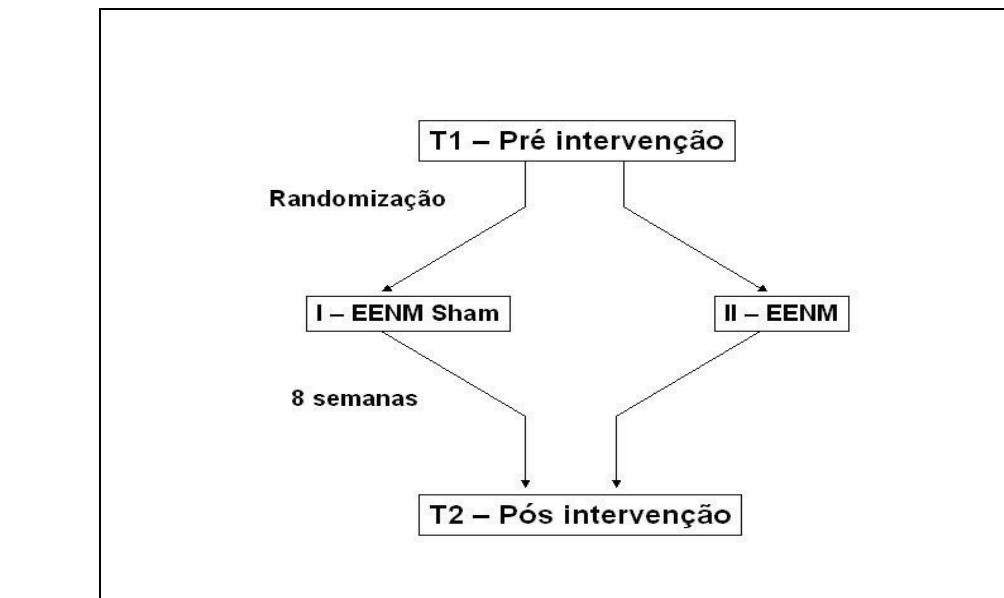 T1 – Pré intervenção
Randomização
I – EENM Sham
II – EENM
8 semanas
T2 – Pós intervenção